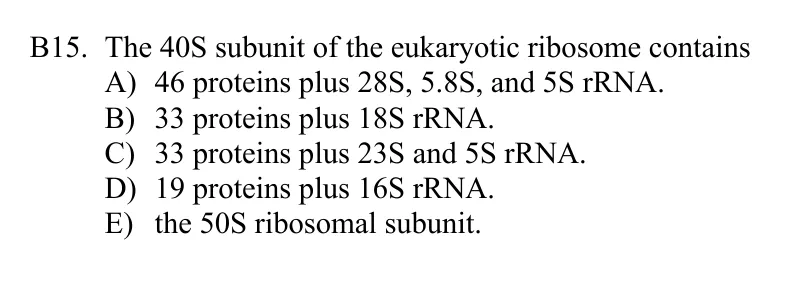 B15. The 40S subunit of the eukaryotic ribosome contains
A) 46 proteins plus 28S, 5.8S, and 5S rRNA.
B) 33 proteins plus 18S rRNA.
C) 33 proteins plus 23S and 5S rRNA.
D) 19 proteins plus 16S rRNA.
E) the 50S ribosomal subunit.